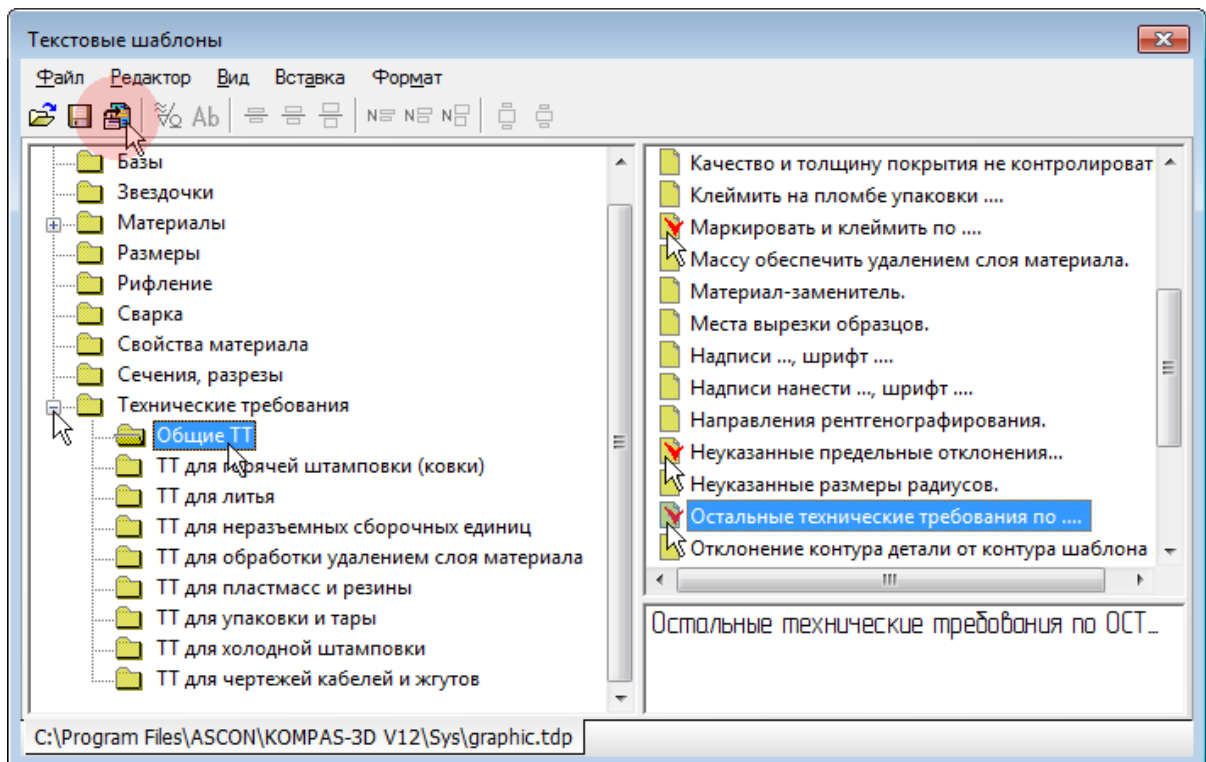 Текстовые шаблоны
Файл Редактор Вид Вставка Формат
Ab N N N
Базы
Звездочки
Материалы
Размеры
Рифление
Сварка
Свойства материала
Сечения, разрезы
Технические требования
Общие ТТ
ТТ для горячей штамповки (ковки)
ТТ для литья
ТТ для неразъемных сборочных единиц
ТТ для обработки удалением слоя материала
ТТ для пластмасс и резины
ТТ для упаковки и тары
ТТ для холодной штамповки
ТТ для чертежей кабелей и жгутов
Качество и толщину покрытия не контролироват
Клеймить на пломбе упаковки ....
Маркировать и клеймить по ....
Массу обеспечить удалением слоя материала.
Материал-заменитель.
Места вырезки образцов.
Надписи ..., шрифт ....
Надписи нанести ..., шрифт ....
Направления рентгенографирования.
Неуказанные предельные отклонения...
Неуказанные размеры радиусов.
Остальные технические требования по ....
Отклонение контура детали от контура шаблона
Остальные технические требования по ОСТ...
C:\Program Files\ASCON\KOMPAS-3D V12\Sys\graphic.tdp